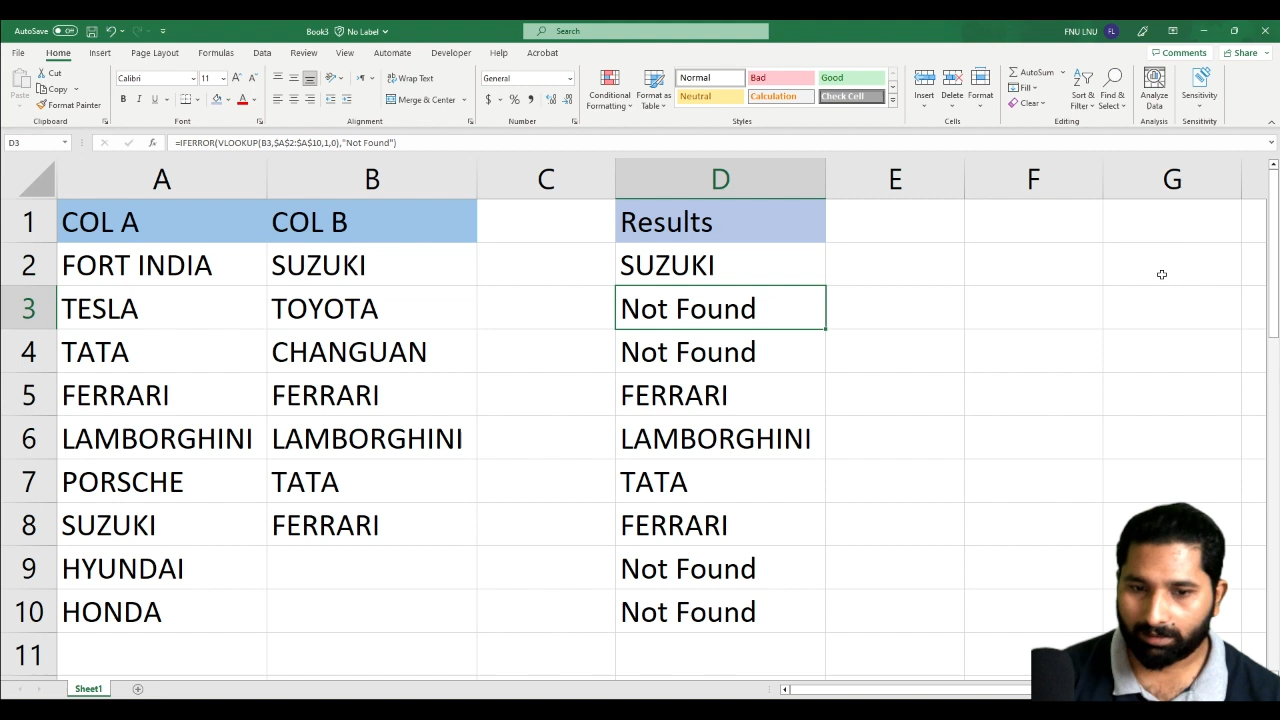 AutoSave Off Book3 No Label Search FNU LNU FL
File Home Insert Page Layout Formulas Data Review View Automate Developer Help Acrobat Comments Share
Paste Cut Copy Format Painter Clipboard
Calibri 11 A A B I U A Font
Wrap Text Merge & Center Alignment
General $ % Number
Conditional Formatting Format as Table Normal Bad Good Neutral Calculation Check Cell Styles
Insert Delete Format Cells
AutoSum Fill Clear Sort & Filter Find & Select Editing
Analyze Data Analysis
Sensitivity Sensitivity
D3 fx =IFERROR(VLOOKUP(B3,$A$2:$A$10,1,0),"Not Found")
A B C D E F G
1 COL A COL B Results
2 FORT INDIA SUZUKI SUZUKI
3 TESLA TOYOTA Not Found
4 TATA CHANGUAN Not Found
5 FERRARI FERRARI FERRARI
6 LAMBORGHINI LAMBORGHINI LAMBORGHINI
7 PORSCHE TATA TATA
8 SUZUKI FERRARI FERRARI
9 HYUNDAI Not Found
10 HONDA Not Found
11
Sheet1